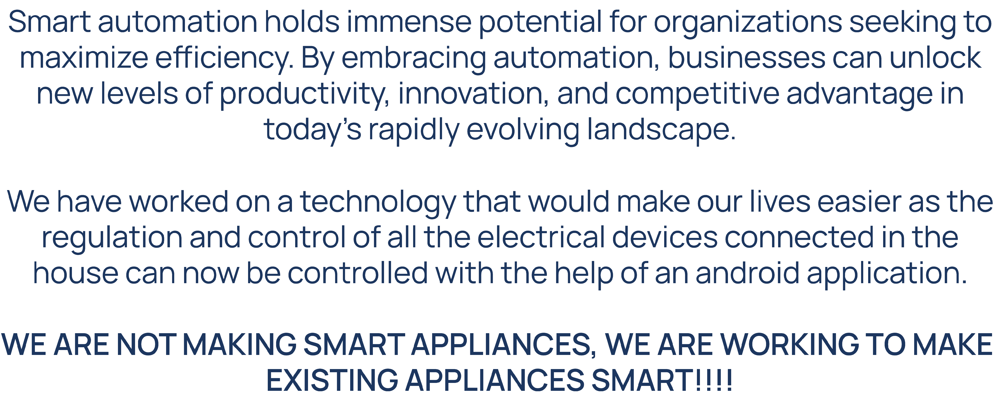 Smart automation holds immense potential for organizations seeking to
maximize efficiency. By embracing automation, businesses can unlock
new levels of productivity, innovation, and competitive advantage in
today’s rapidly evolving landscape.
We have worked on a technology that would make our lives easier as the
regulation and control of all the electrical devices connected in the
house can now be controlled with the help of an android application.
WE ARE NOT MAKING SMART APPLIANCES, WE ARE WORKING TO MAKE
EXISTING APPLIANCES SMART!!!!